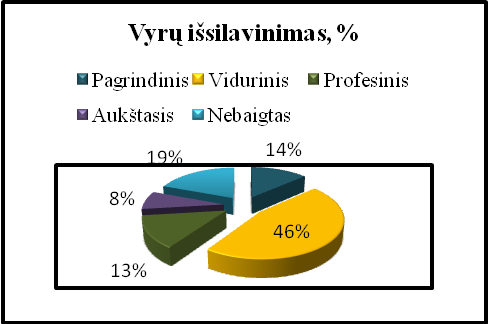 Vyrų išsilavinimas, %
Pagrindinis Vidurinis Profesinis
Aukštasis Nebaigtas
19% 14%
8%
46%
13%